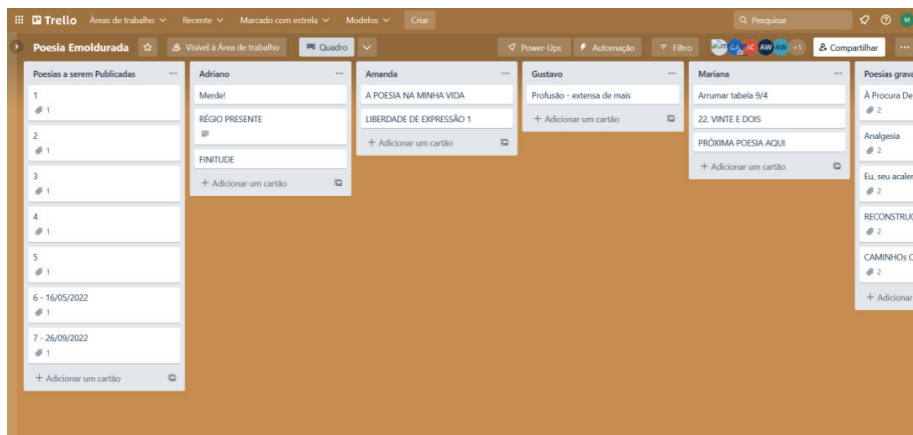 Trello Áreas de trabalho Recente Marcado com estrela Modelos Criar Pesquisar
Poesia Emoldurada Visível à Área de trabalho Quadro Power-Ups Automação Filtro AW AW +1 Compartilhar
Poesias a serem Publicadas
1
1
2
1
3
1
4
1
5
1
6 - 16/05/2022
1
7 - 26/09/2022
1
+ Adicionar um cartão
Adriano
Merde!
RÉGIO PRESENTE
FINITUDE
+ Adicionar um cartão
Amanda
A POESIA NA MINHA VIDA
LIBERDADE DE EXPRESSÃO 1
+ Adicionar um cartão
Gustavo
Profusão - extensa de mais
+ Adicionar um cartão
Mariana
Arrumar tabela 9/4
22. VINTE E DOIS
PRÓXIMA POESIA AQUI
+ Adicionar um cartão
Poesias grava
À Procura De
2
Analgesia
2
Eu, seu acaler
2
RECONSTRUÇ
2
CAMINHOs C
2
+ Adicionar